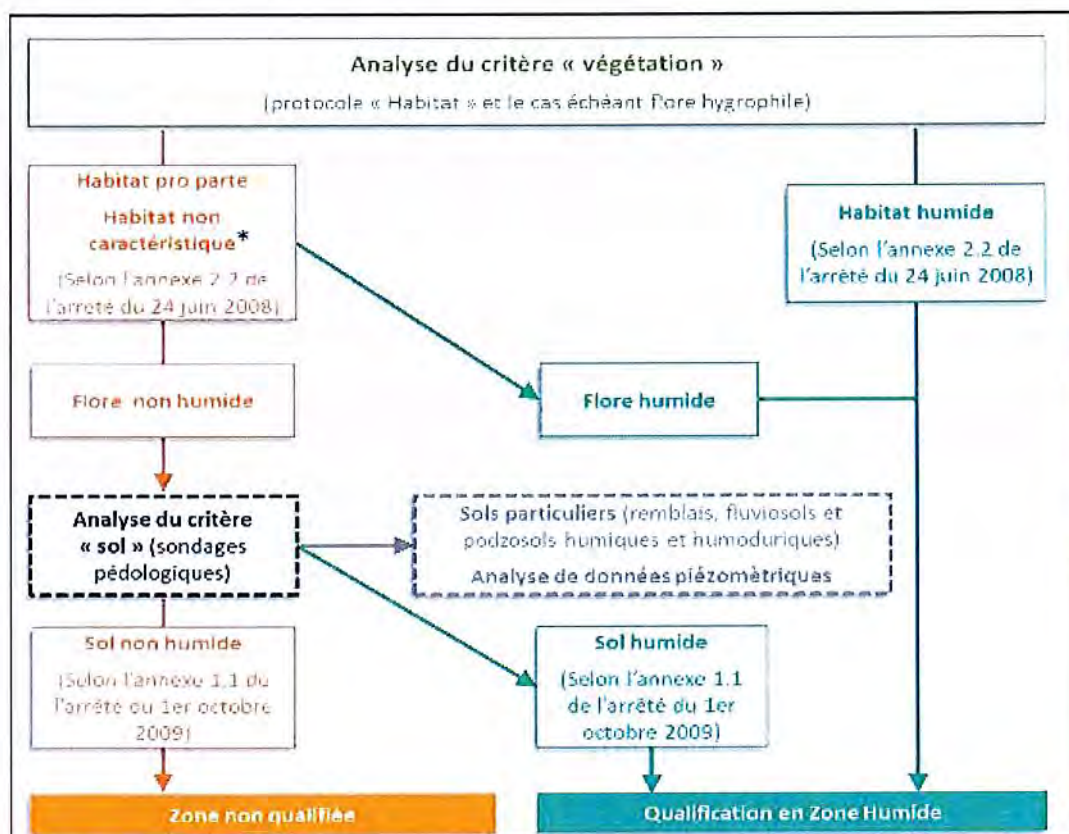 Analyse du critère « végétation »
(protocole « Habitat » et le cas échéant flore hygrophile)
Habitat pro parte
Habitat non
caractéristique*
(Selon l'annexe 2.2 de
l'arrêté du 24 juin 2008)
Habitat humide
(Selon l'annexe 2.2 de
l'arrêté du 24 juin 2008)
Flore non humide
Flore humide
Analyse du critère
« sol » (sondages
pédologiques)
Sols particuliers (remblais, fluviosols et
podzosols humiques et humoduriques)
Analyse de données piézomètriques
Sol non humide
(Selon l'annexe 1.1 du
l'arrêté du 1er octobre
2009)
Sol humide
(Selon l'annexe 1.1
de l'arrêté du 1er
octobre 2009)
Zone non qualifiée
Qualification en Zone Humide